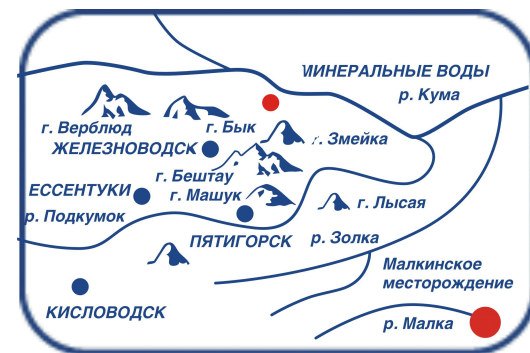 МИНЕРАЛЬНЫЕ ВОДЫ
р. Кума
г. Верблюд
г. Бык
г. Змейка
ЖЕЛЕЗНОВОДСК
г. Бештау
ЕССЕНТУКИ
г. Машук
г. Лысая
р. Подкумок
ПЯТИГОРСК
р. Золка
Малкинское
месторождение
КИСЛОВОДСК
р. Малка